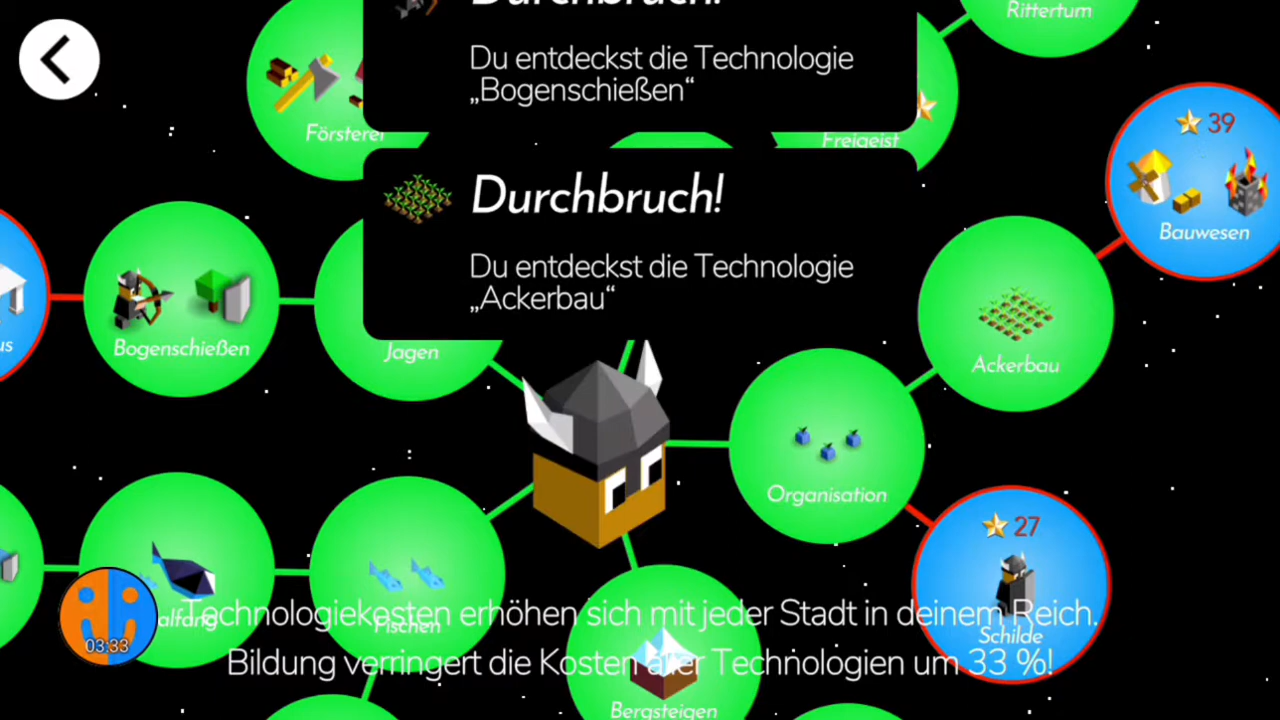 Durchbruch!
Rittertum
Du entdeckst die Technologie
„Bogenschießen“
Försterei
Freigeist
39
Bauwesen
Durchbruch!
Du entdeckst die Technologie
„Ackerbau“
us
Bogenschießen
Jagen
Ackerbau
Organisation
27
Schilde
alfang
Fischen
Technologiekosten erhöhen sich mit jeder Stadt in deinem Reich.
Bildung verringert die Kosten aller Technologien um 33 %!
03:33
Bergsteigen